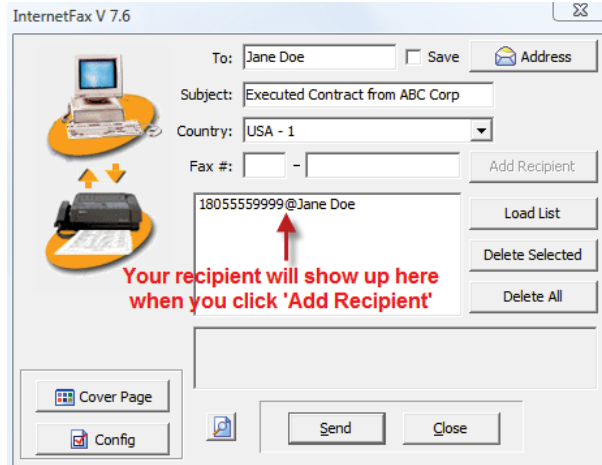 InternetFax V 7.6
To: Jane Doe Save Address
Subject: Executed Contract from ABC Corp
Country: USA - 1
Fax #: - Add Recipient
18055559999@Jane Doe
Load List
Delete Selected
Your recipient will show up here
when you click 'Add Recipient'
Delete All
Cover Page
Config
Send Close